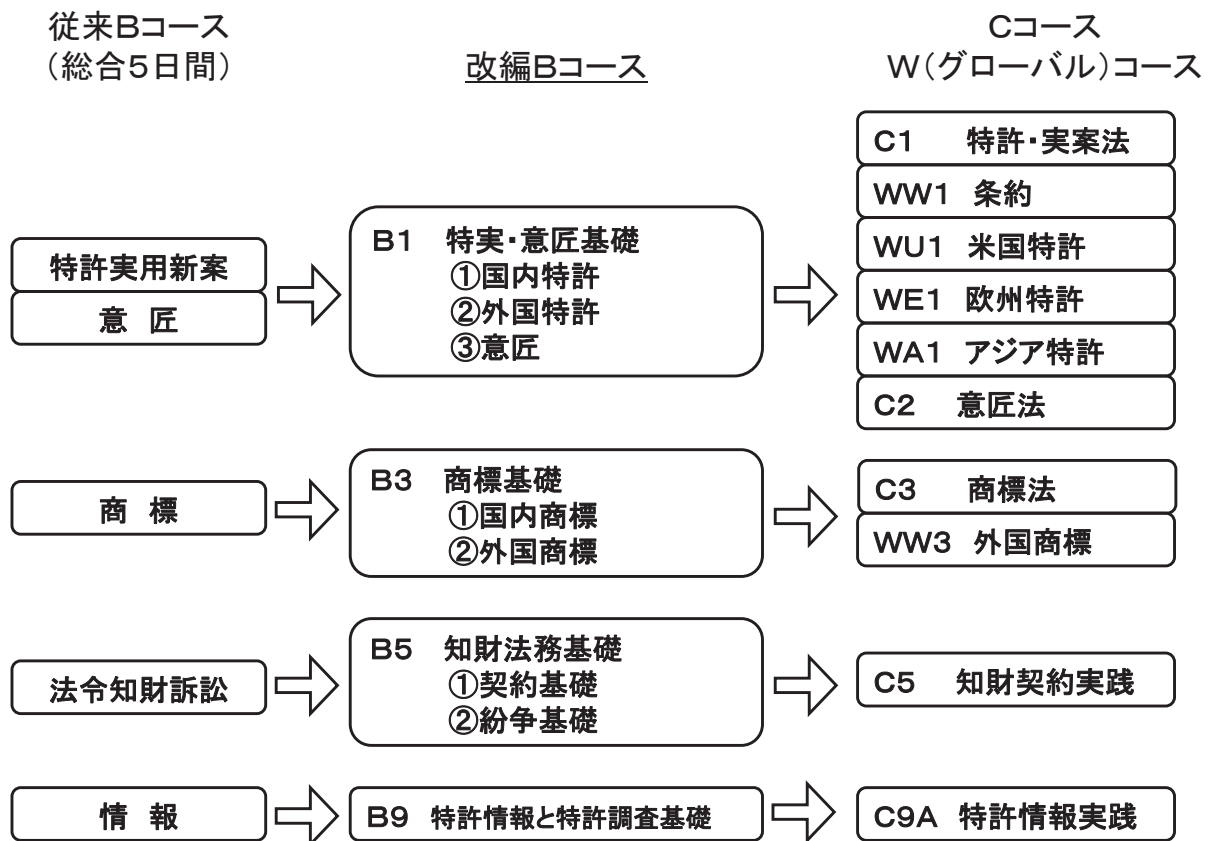 従来Bコース
（総合5日間）
改編Bコース
Cコース
W（グローバル）コース
特許実用新案
意 匠
B1 特実・意匠基礎
①国内特許
②外国特許
③意匠
C1 特許・実案法
WW1 条約
WU1 米国特許
WE1 欧州特許
WA1 アジア特許
C2 意匠法
商 標
B3 商標基礎
①国内商標
②外国商標
C3 商標法
WW3 外国商標
法令知財訴訟
B5 知財法務基礎
①契約基礎
②紛争基礎
C5 知財契約実践
情 報
B9 特許情報と特許調査基礎
C9A 特許情報実践